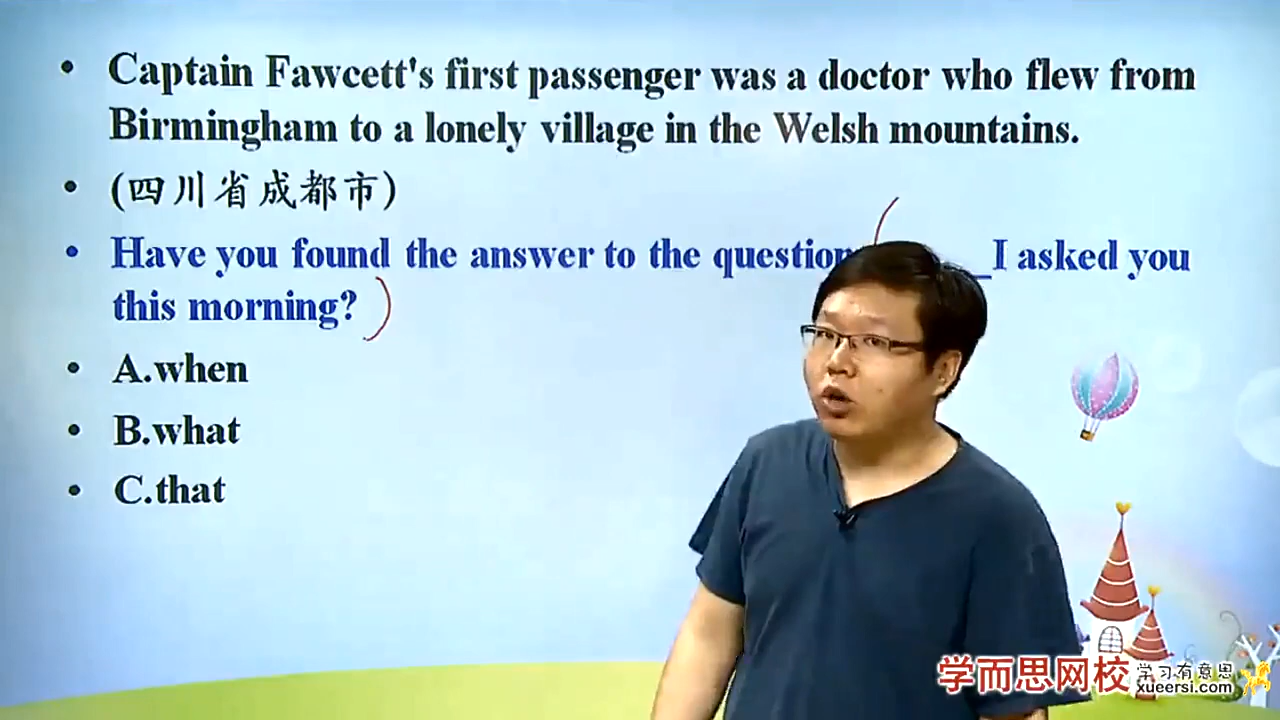 • Captain Fawcett's first passenger was a doctor who flew from
Birmingham to a lonely village in the Welsh mountains.
• (四川省成都市)
• Have you found the answer to the question _I asked you
this morning?
• A.when
• B.what
• C.that
学而思网校 学习有意思
xueersi.com